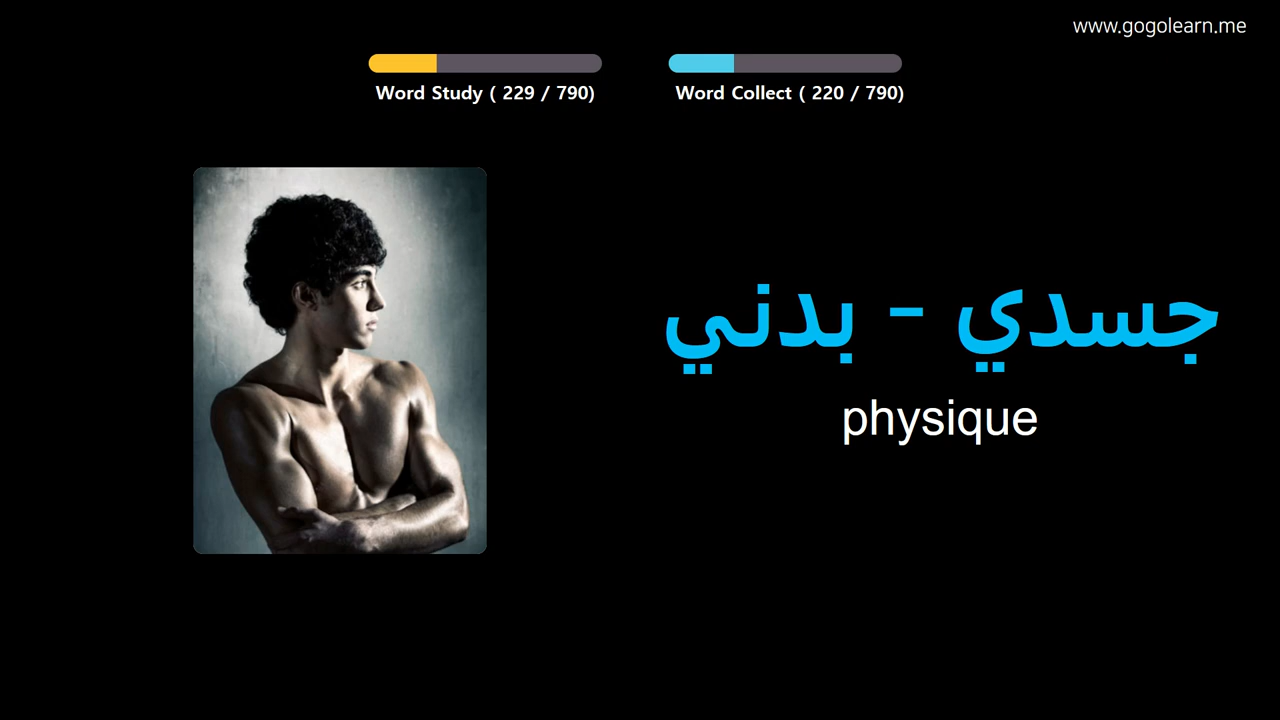 www.gogolearn.me
Word Study ( 229 / 790)
Word Collect ( 220 / 790)
جسدي - بدني
physique